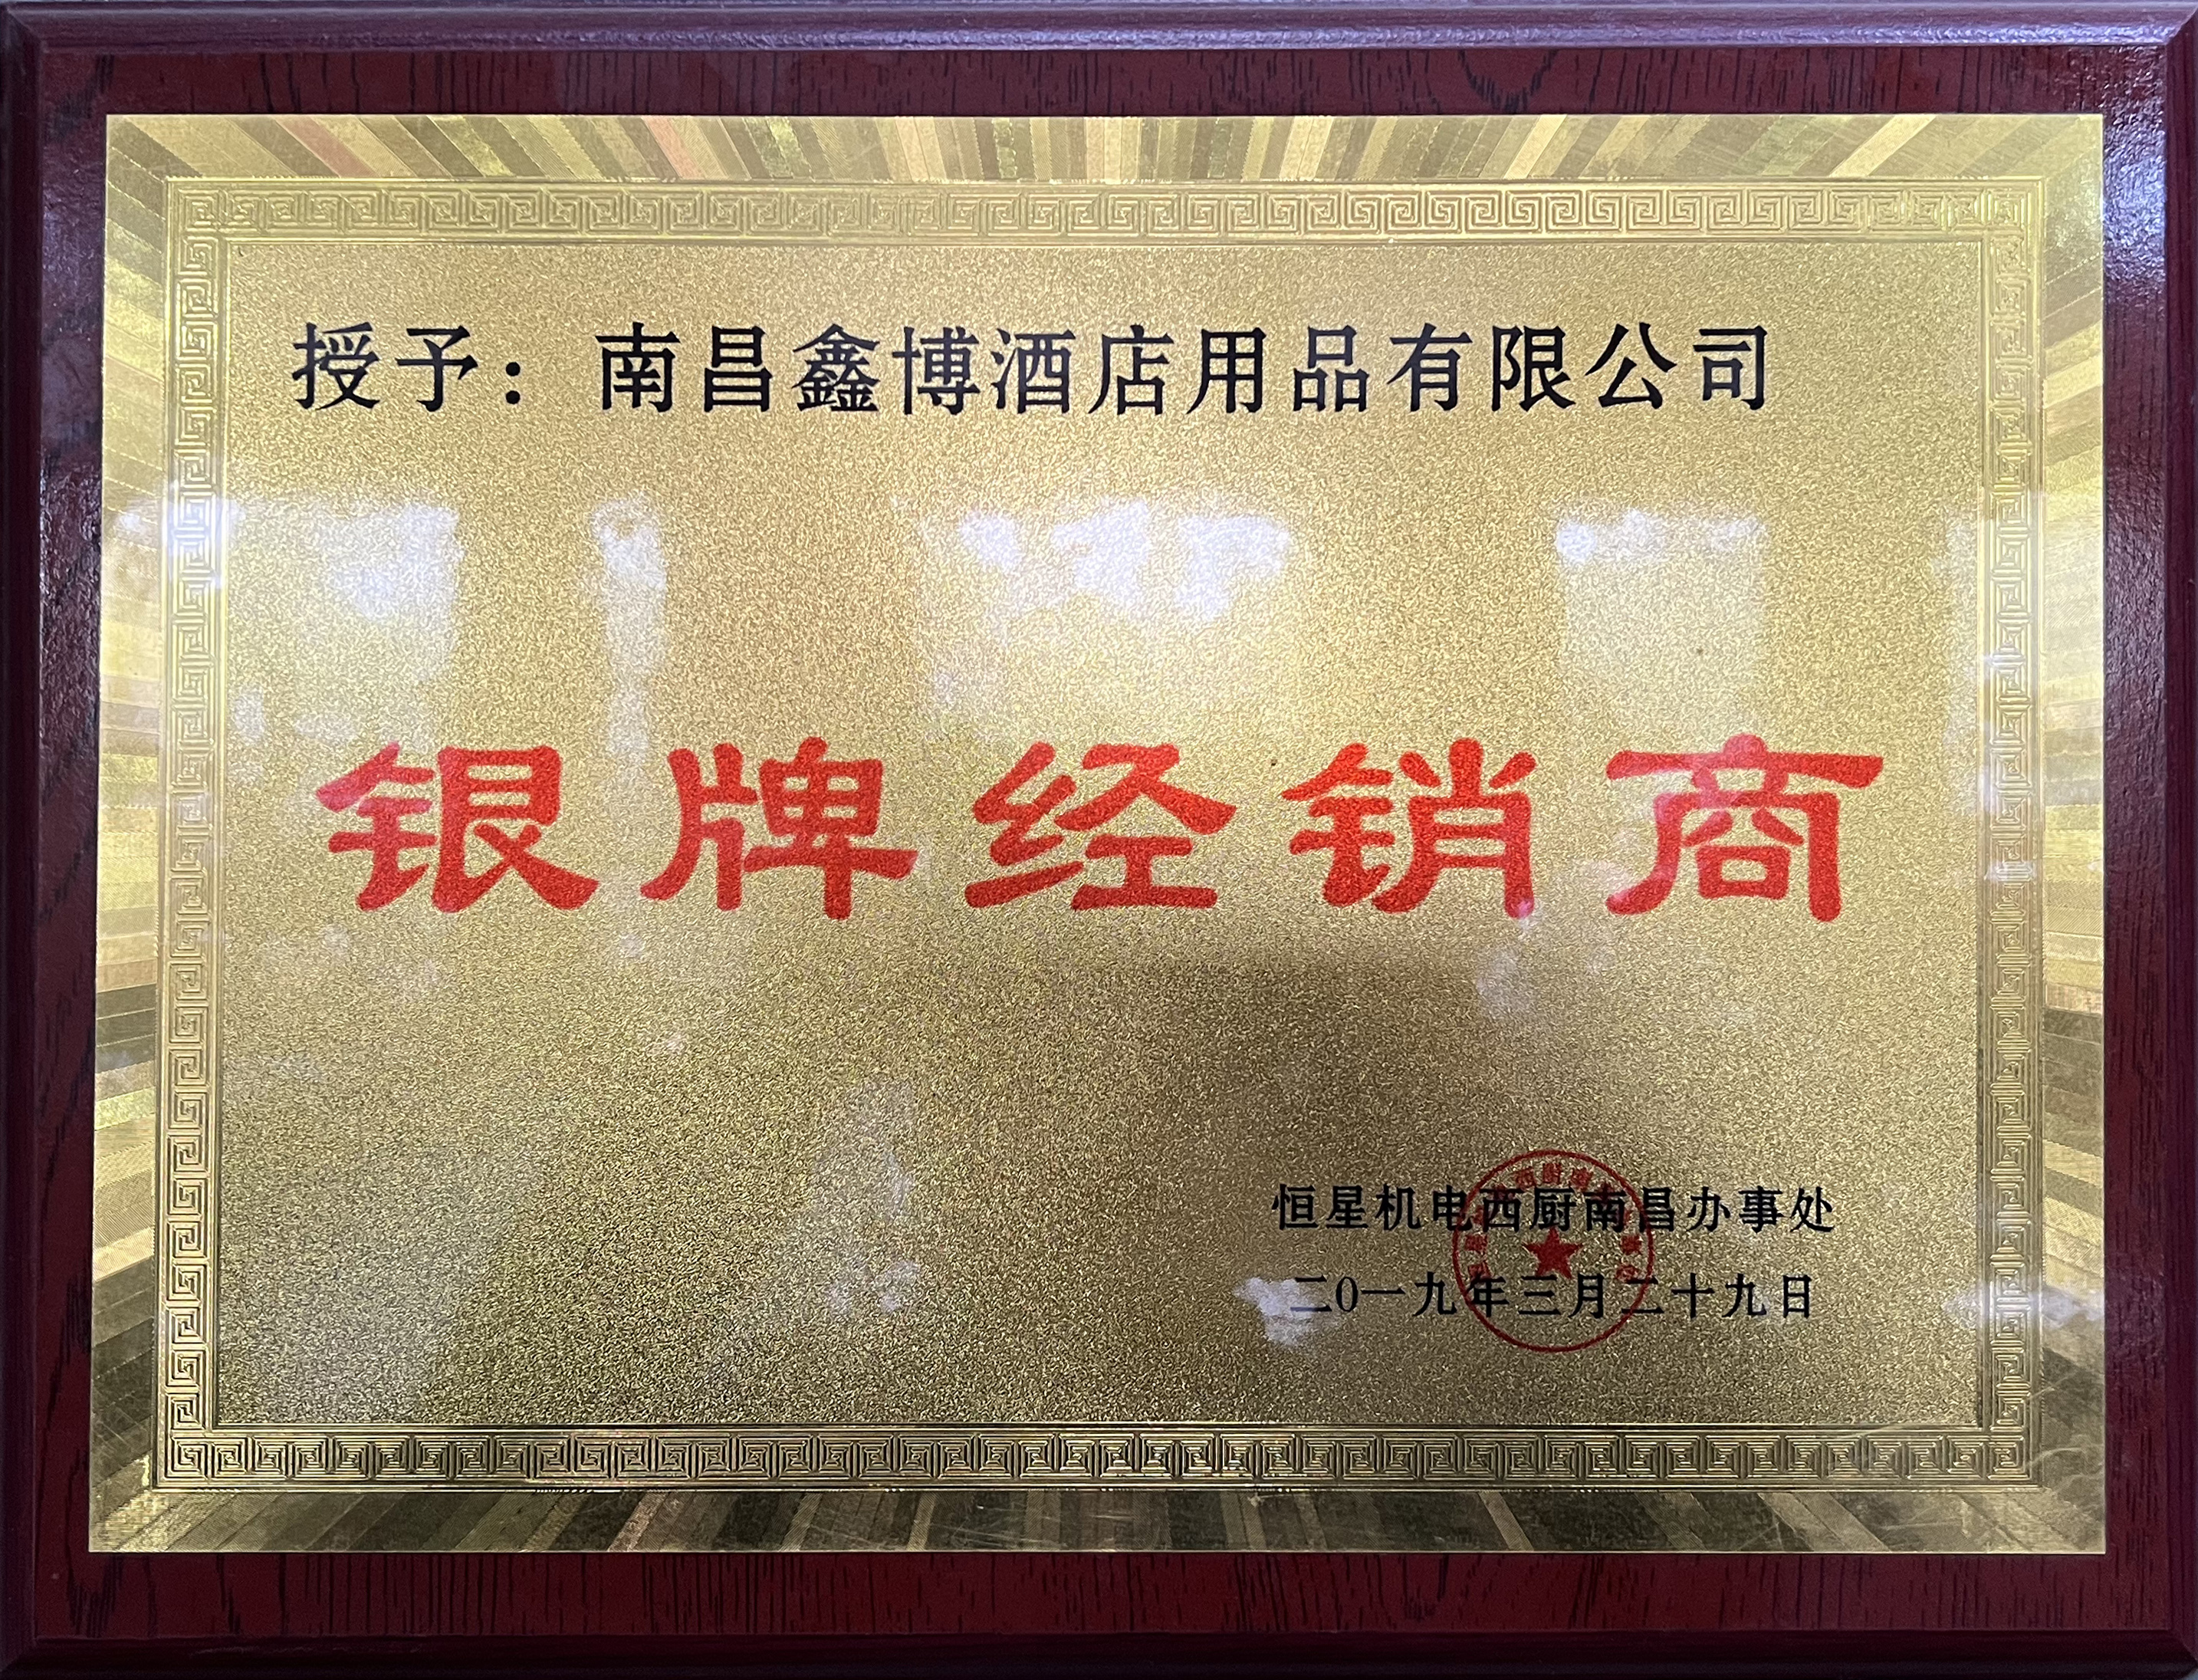 授予：南昌鑫博酒店用品有限公司
银牌经销商
恒星机电西厨南昌办事处
二0一九年三月二十九日